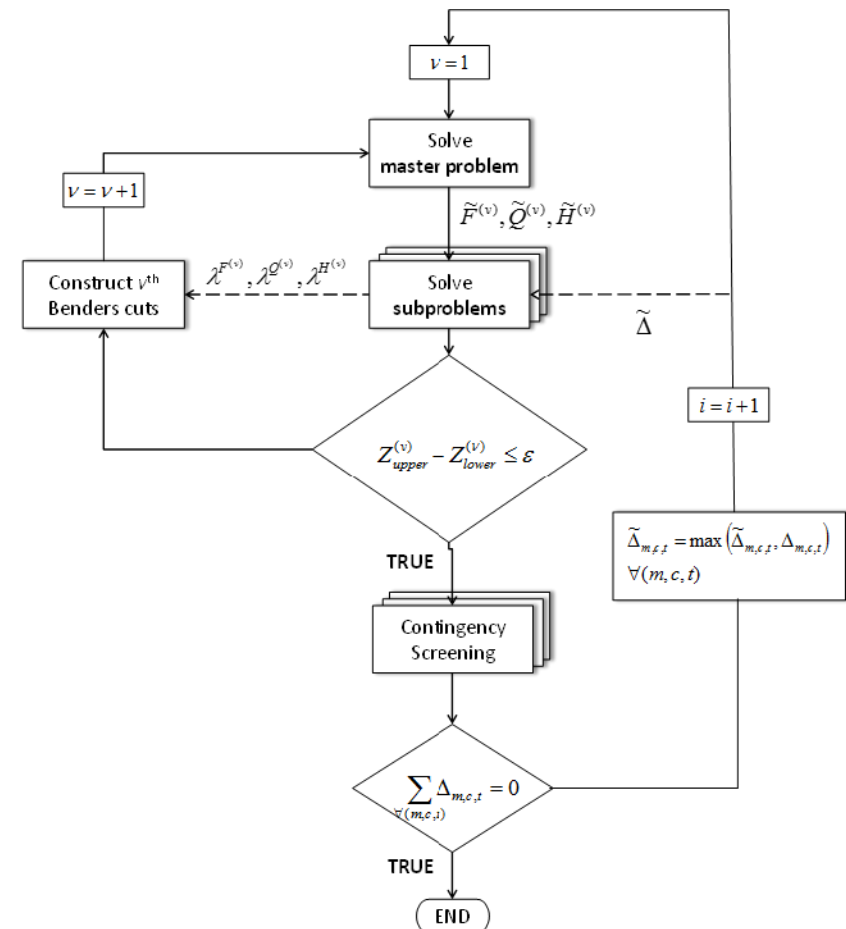 ν = 1
Solve
master problem
ν = ν+1
F̃^(ν), Q̃^(ν), H̃^(ν)
Construct ν^th
Benders cuts
λ^F^(ν), λ^Q^(ν), λ^H^(ν)
Solve
subproblems
Δ̃
i = i+1
Z_upper^(ν) − Z_lower^(ν) ≤ ε
Δ̃_m,c,t = max(Δ̃_m,c,t, Δ_m,c,t)
∀(m, c, t)
TRUE
Contingency
Screening
∑_∀(m,c,t) Δ_m,c,t = 0
TRUE
END